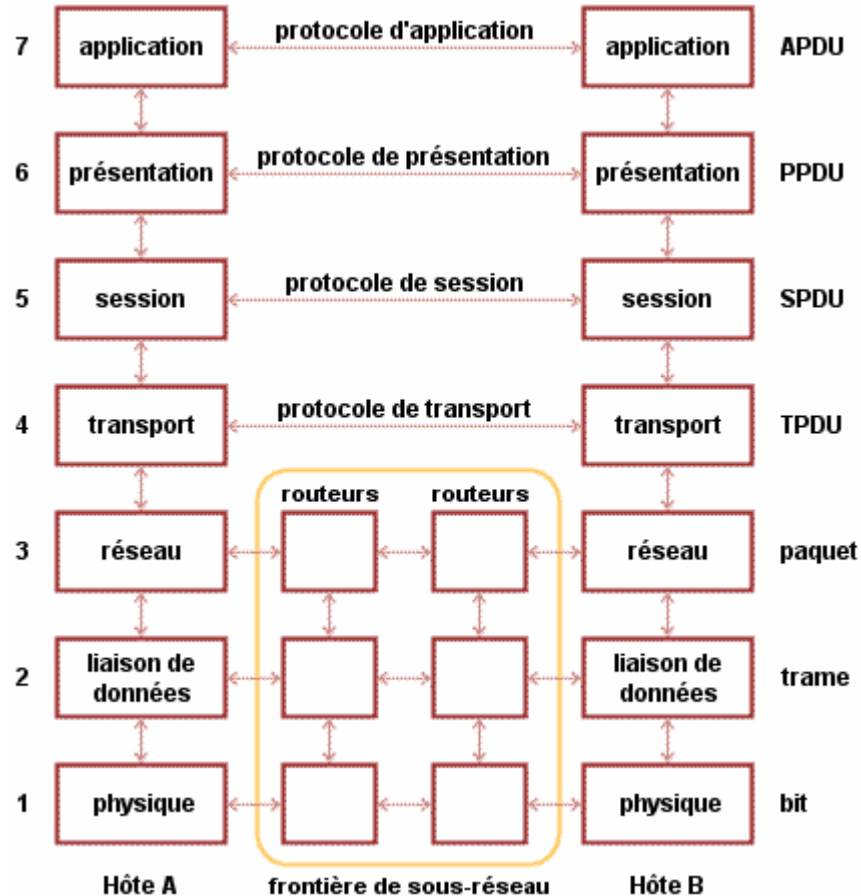 7 application protocole d'application application APDU
6 présentation protocole de présentation présentation PPDU
5 session protocole de session session SPDU
4 transport protocole de transport transport TPDU
routeurs routeurs
3 réseau réseau paquet
2 liaison de données liaison de données trame
1 physique physique bit
Hôte A frontière de sous-réseau Hôte B